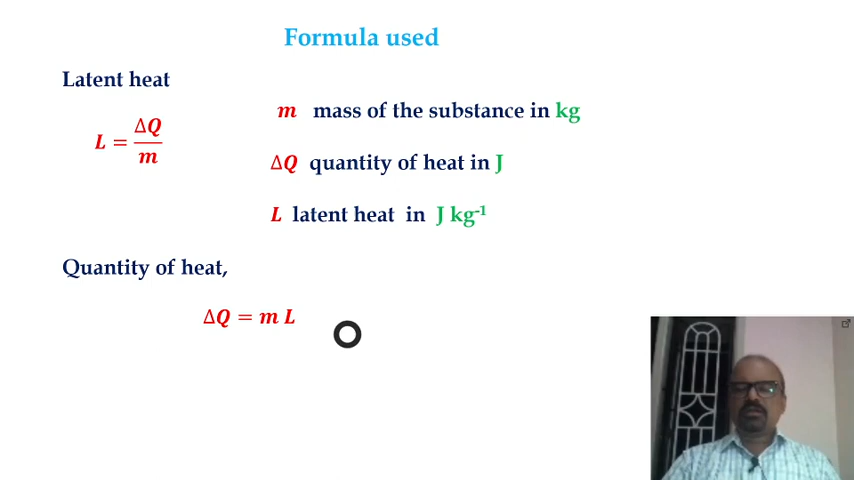 Formula used
Latent heat
L = ΔQ/m
m mass of the substance in kg
ΔQ quantity of heat in J
L latent heat in J kg⁻¹
Quantity of heat,
ΔQ = m L